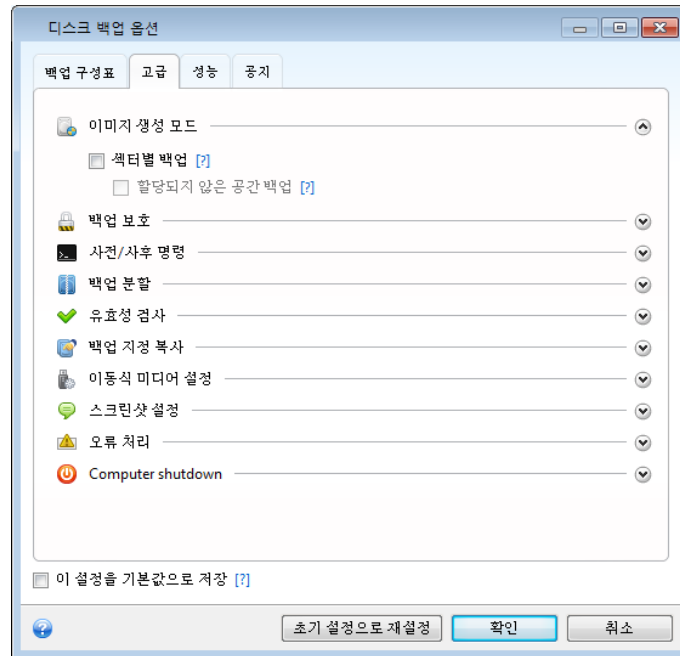 디스크 백업 옵션
백업 구성표 고급 성능 공지
이미지 생성 모드
섹터별 백업 [?]
할당되지 않은 공간 백업 [?]
백업 보호
사전/사후 명령
백업 분할
유효성 검사
백업 지정 복사
이동식 미디어 설정
스크린샷 설정
오류 처리
Computer shutdown
이 설정을 기본값으로 저장 [?]
초기 설정으로 재설정 확인 취소